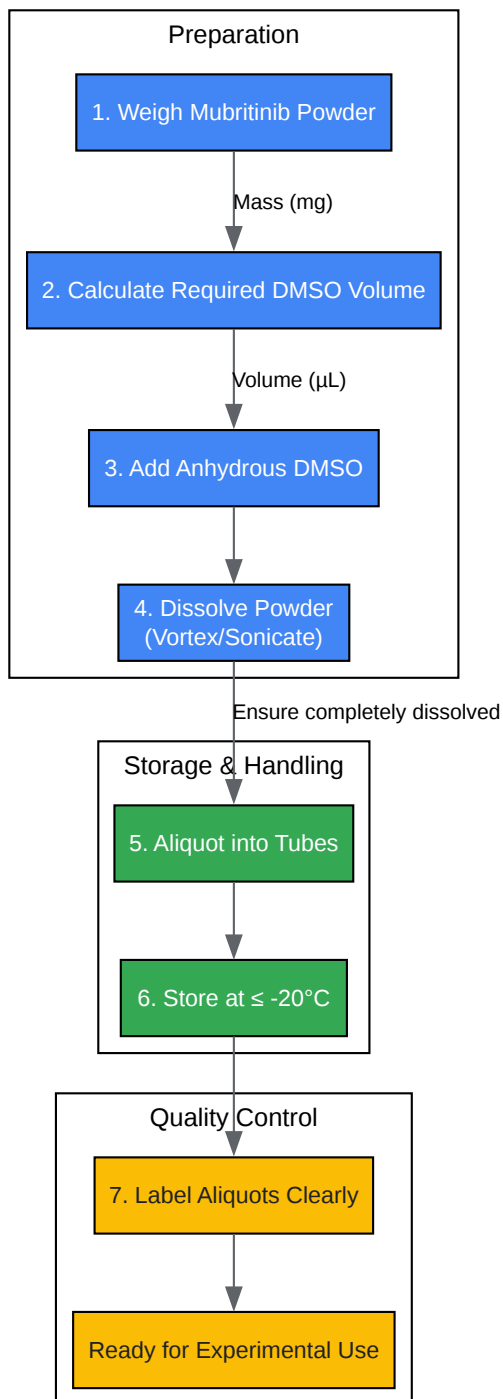 Preparation
1. Weigh Mubritinib Powder
Mass (mg)
2. Calculate Required DMSO Volume
Volume (µL)
3. Add Anhydrous DMSO
4. Dissolve Powder
(Vortex/Sonicate)
Ensure completely dissolved
Storage & Handling
5. Aliquot into Tubes
6. Store at ≤ -20°C
Quality Control
7. Label Aliquots Clearly
Ready for Experimental Use